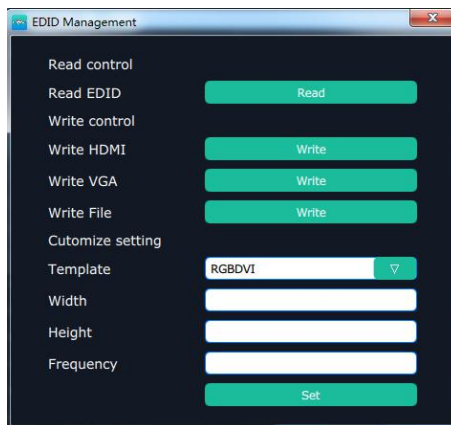 EDID Management
Read control
Read EDID Read
Write control
Write HDMI Write
Write VGA Write
Write File Write
Cutomize setting
Template RGBDVI
Width
Height
Frequency
Set